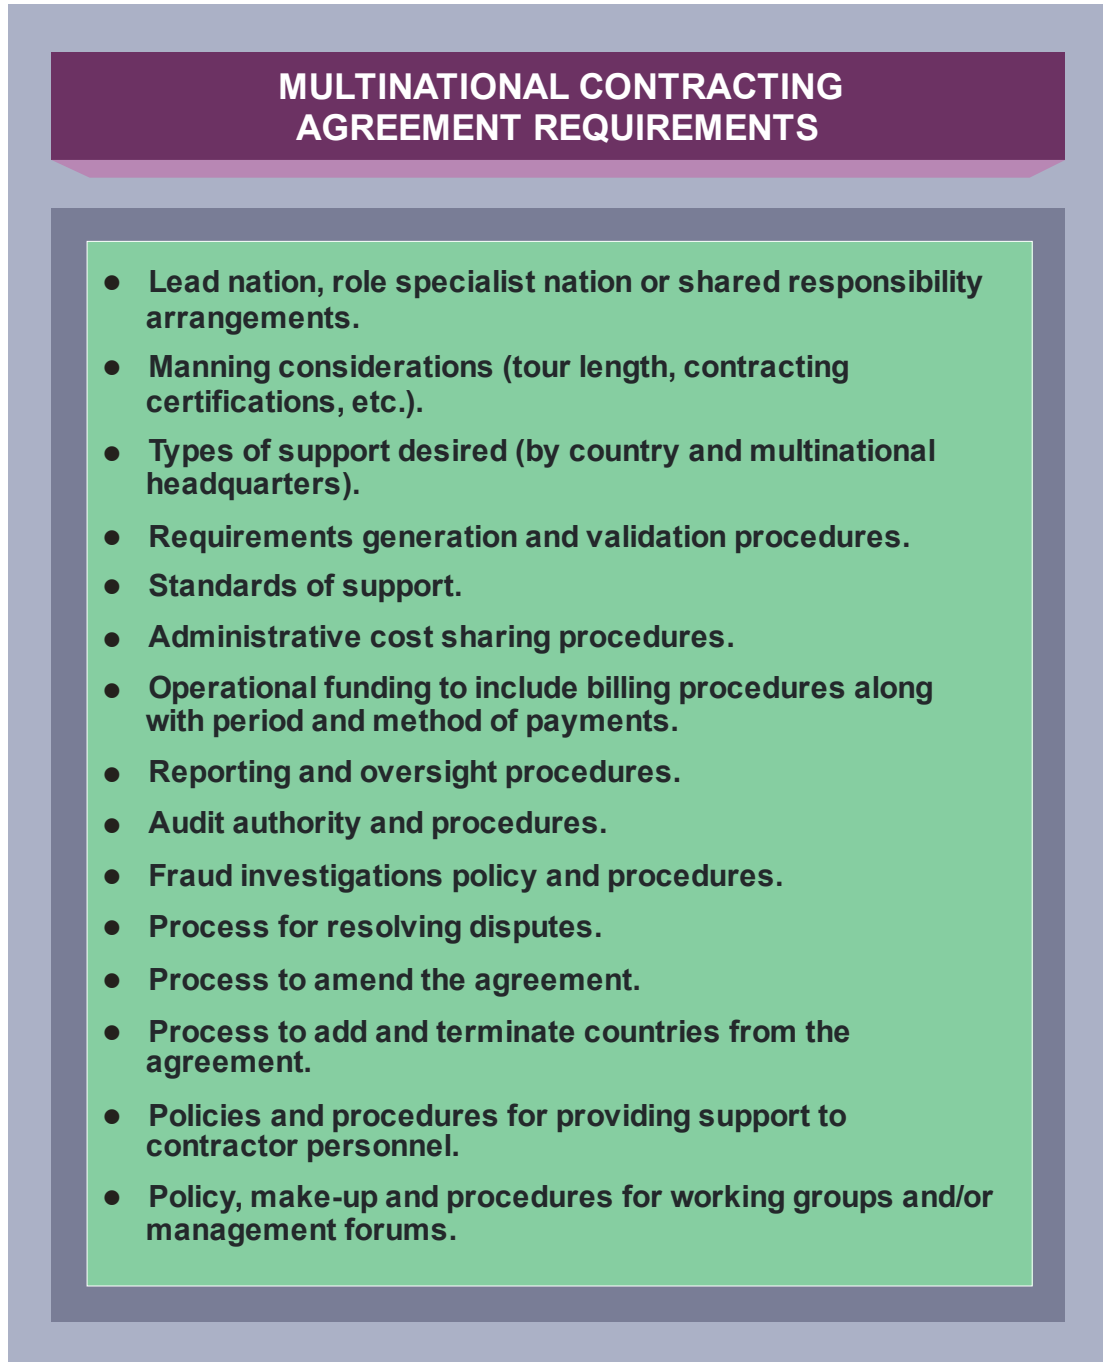 MULTINATIONAL CONTRACTING
AGREEMENT REQUIREMENTS
● Lead nation, role specialist nation or shared responsibility
arrangements.
● Manning considerations (tour length, contracting
certifications, etc.).
● Types of support desired (by country and multinational
headquarters).
● Requirements generation and validation procedures.
● Standards of support.
● Administrative cost sharing procedures.
● Operational funding to include billing procedures along
with period and method of payments.
● Reporting and oversight procedures.
● Audit authority and procedures.
● Fraud investigations policy and procedures.
● Process for resolving disputes.
● Process to amend the agreement.
● Process to add and terminate countries from the
agreement.
● Policies and procedures for providing support to
contractor personnel.
● Policy, make-up and procedures for working groups and/or
management forums.